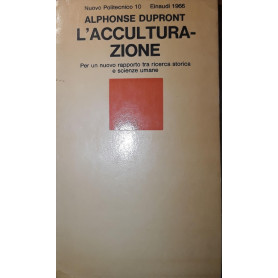 Nuovo Politecnico 10 Einaudi 1966
ALPHONSE DUPRONT
L'ACCULTURA-
ZIONE
Per un nuovo rapporto tra ricerca storica
e scienze umane